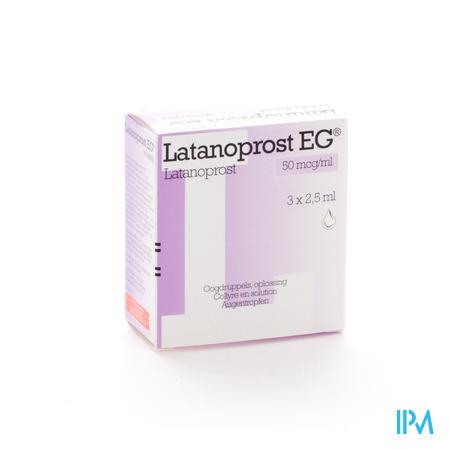 Latanoprost EG®
Latanoprost
50 mcg/ml
3 x 2,5 ml
Oogdruppels, oplossing
Collyre en solution
Augentropfen
IPM